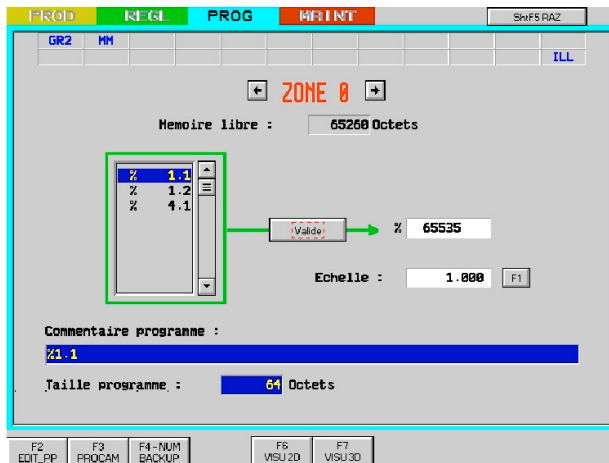 PROD REGL PROG MAINT ShtF5 RAZ
GR2 MM
ILL
ZONE 0
Memoire libre : 65260 Octets
% 1.1
% 1.2
% 4.1
Valide % 65535
Echelle : 1.000 F1
Commentaire programme :
%1.1
Taille programme : 64 Octets
F2 F3 F4-NUM F6 F7
EDIT_PP PROCAM BACKUP VISU 2D VISU 3D